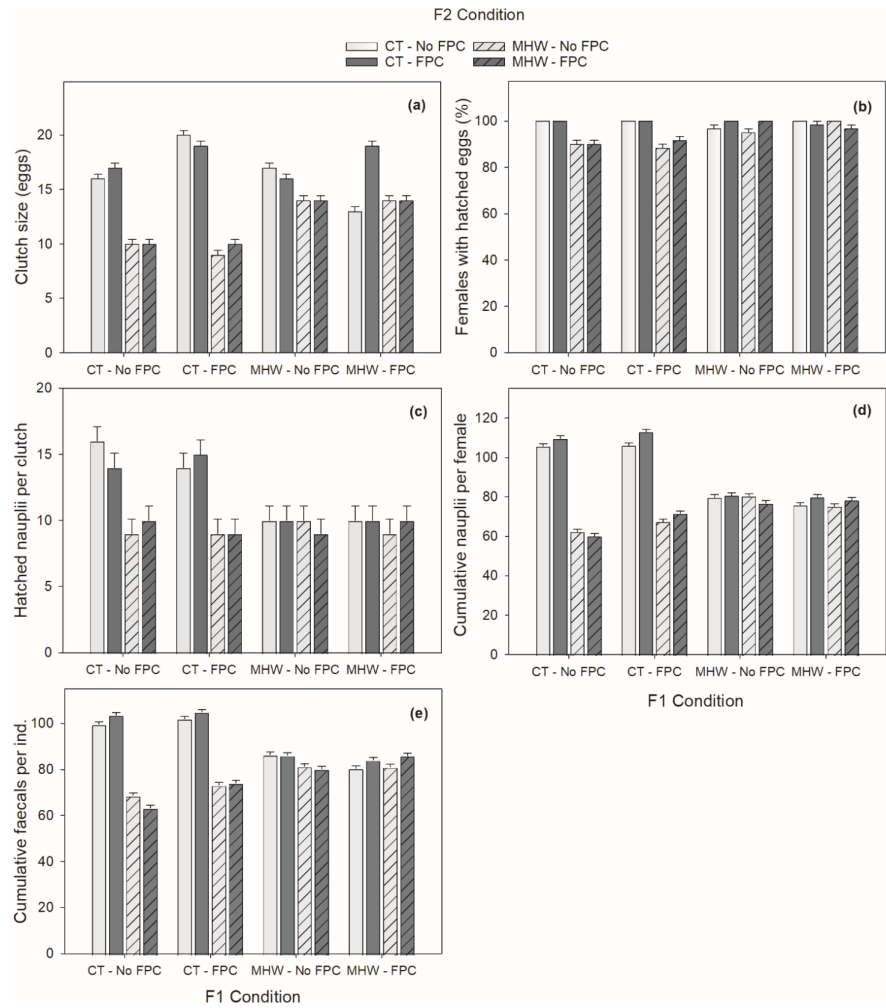 F2 Condition
CT - No FPC MHW - No FPC
CT - FPC MHW - FPC
(a)
Clutch size (eggs)
20
15
10
5
0
CT - No FPC CT - FPC MHW - No FPC MHW - FPC
(b)
Females with hatched eggs (%)
100
80
60
40
20
0
CT - No FPC CT - FPC MHW - No FPC MHW - FPC
(c)
Hatched nauplii per clutch
20
15
10
5
0
CT - No FPC CT - FPC MHW - No FPC MHW - FPC
(d)
Cumulative nauplii per female
120
100
80
60
40
20
0
CT - No FPC CT - FPC MHW - No FPC MHW - FPC
F1 Condition
(e)
Cumulative faecals per ind.
100
80
60
40
20
0
CT - No FPC CT - FPC MHW - No FPC MHW - FPC
F1 Condition